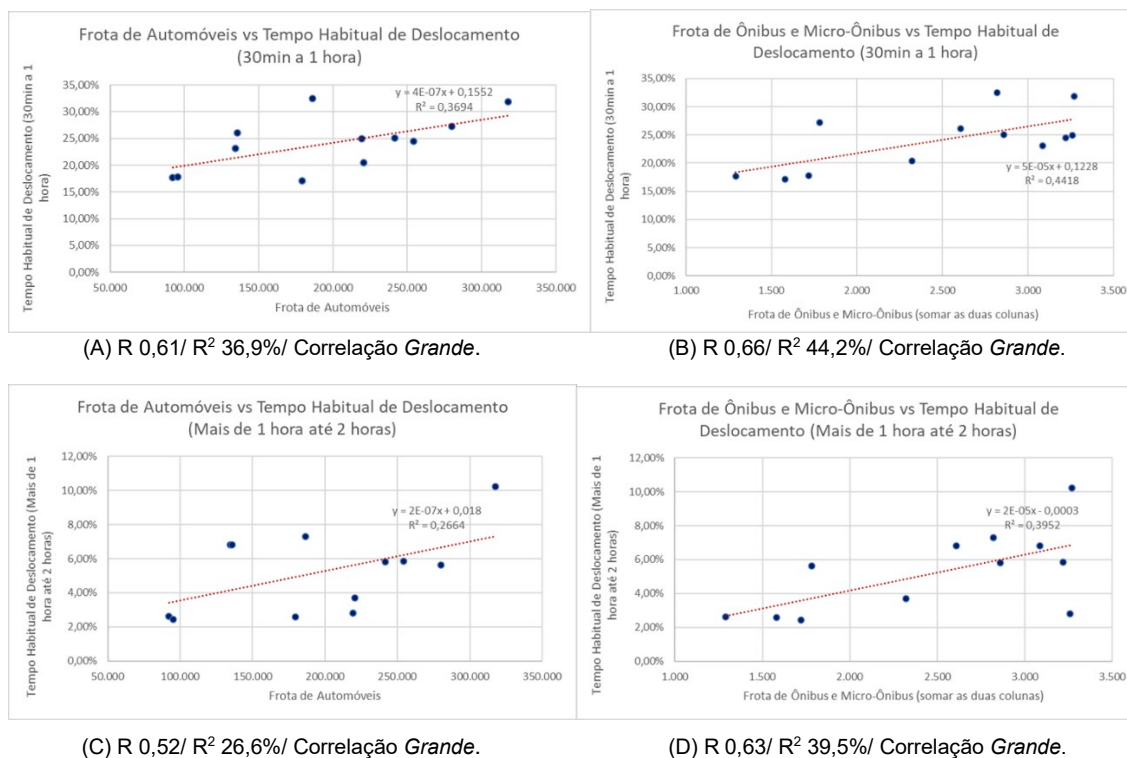 Frota de Automóveis vs Tempo Habitual de Deslocamento
(30min a 1 hora)
Tempo Habitual de Deslocamento (30min a 1
hora)
35,00%
30,00%
25,00%
20,00%
15,00%
10,00%
5,00%
0,00%
y = 4E-07x + 0,1552
R² = 0,3694
50.000 100.000 150.000 200.000 250.000 300.000 350.000
Frota de Automóveis
(A) R 0,61/ R² 36,9%/ Correlação Grande.
Frota de Ônibus e Micro-Ônibus vs Tempo Habitual de
Deslocamento (30min a 1 hora)
Tempo Habitual de Deslocamento (30min a 1
hora)
35,00%
30,00%
25,00%
20,00%
15,00%
10,00%
5,00%
0,00%
y = 5E-05x + 0,1228
R² = 0,4418
1.000 1.500 2.000 2.500 3.000 3.500
Frota de Ônibus e Micro-Ônibus (somar as duas colunas)
(B) R 0,66/ R² 44,2%/ Correlação Grande.
Frota de Automóveis vs Tempo Habitual de Deslocamento
(Mais de 1 hora até 2 horas)
Tempo Habitual de Deslocamento (Mais de 1
hora até 2 horas)
12,00%
10,00%
8,00%
6,00%
4,00%
2,00%
0,00%
y = 2E-07x + 0,018
R² = 0,2664
50.000 100.000 150.000 200.000 250.000 300.000 350.000
Frota de Automóveis
(C) R 0,52/ R² 26,6%/ Correlação Grande.
Frota de Ônibus e Micro-Ônibus vs Tempo Habitual de
Deslocamento (Mais de 1 hora até 2 horas)
Tempo Habitual de Deslocamento (Mais de 1
hora até 2 horas)
12,00%
10,00%
8,00%
6,00%
4,00%
2,00%
0,00%
y = 2E-05x - 0,0003
R² = 0,3952
1.000 1.500 2.000 2.500 3.000 3.500
Frota de Ônibus e Micro-Ônibus (somar as duas colunas)
(D) R 0,63/ R² 39,5%/ Correlação Grande.